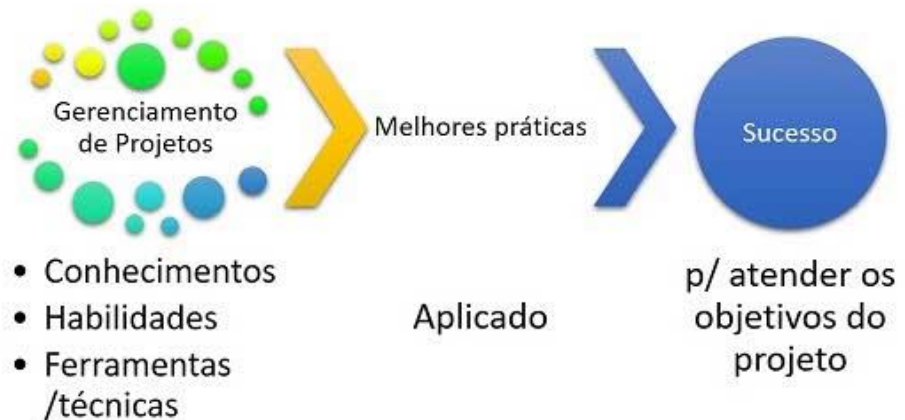 Gerenciamento
de Projetos
Melhores práticas
Sucesso
• Conhecimentos
• Habilidades
• Ferramentas
/técnicas
Aplicado
p/ atender os
objetivos do
projeto